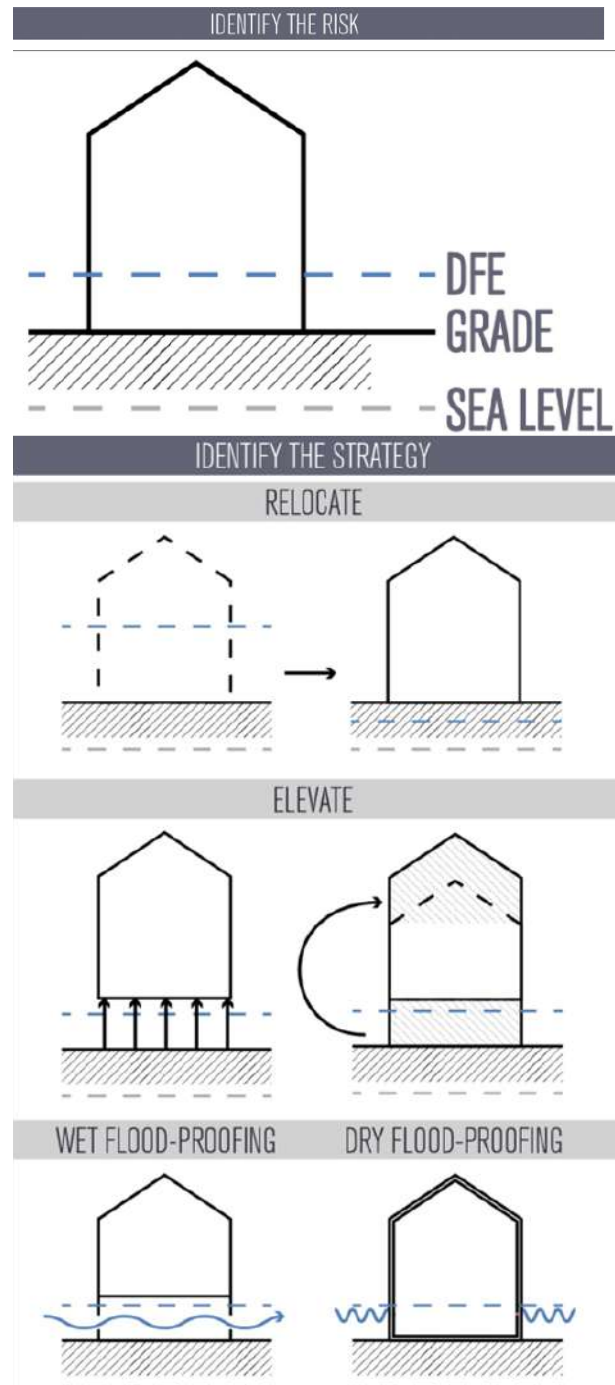 IDENTIFY THE RISK
DFE
GRADE
SEA LEVEL
IDENTIFY THE STRATEGY
RELOCATE
ELEVATE
WET FLOOD-PROOFING DRY FLOOD-PROOFING